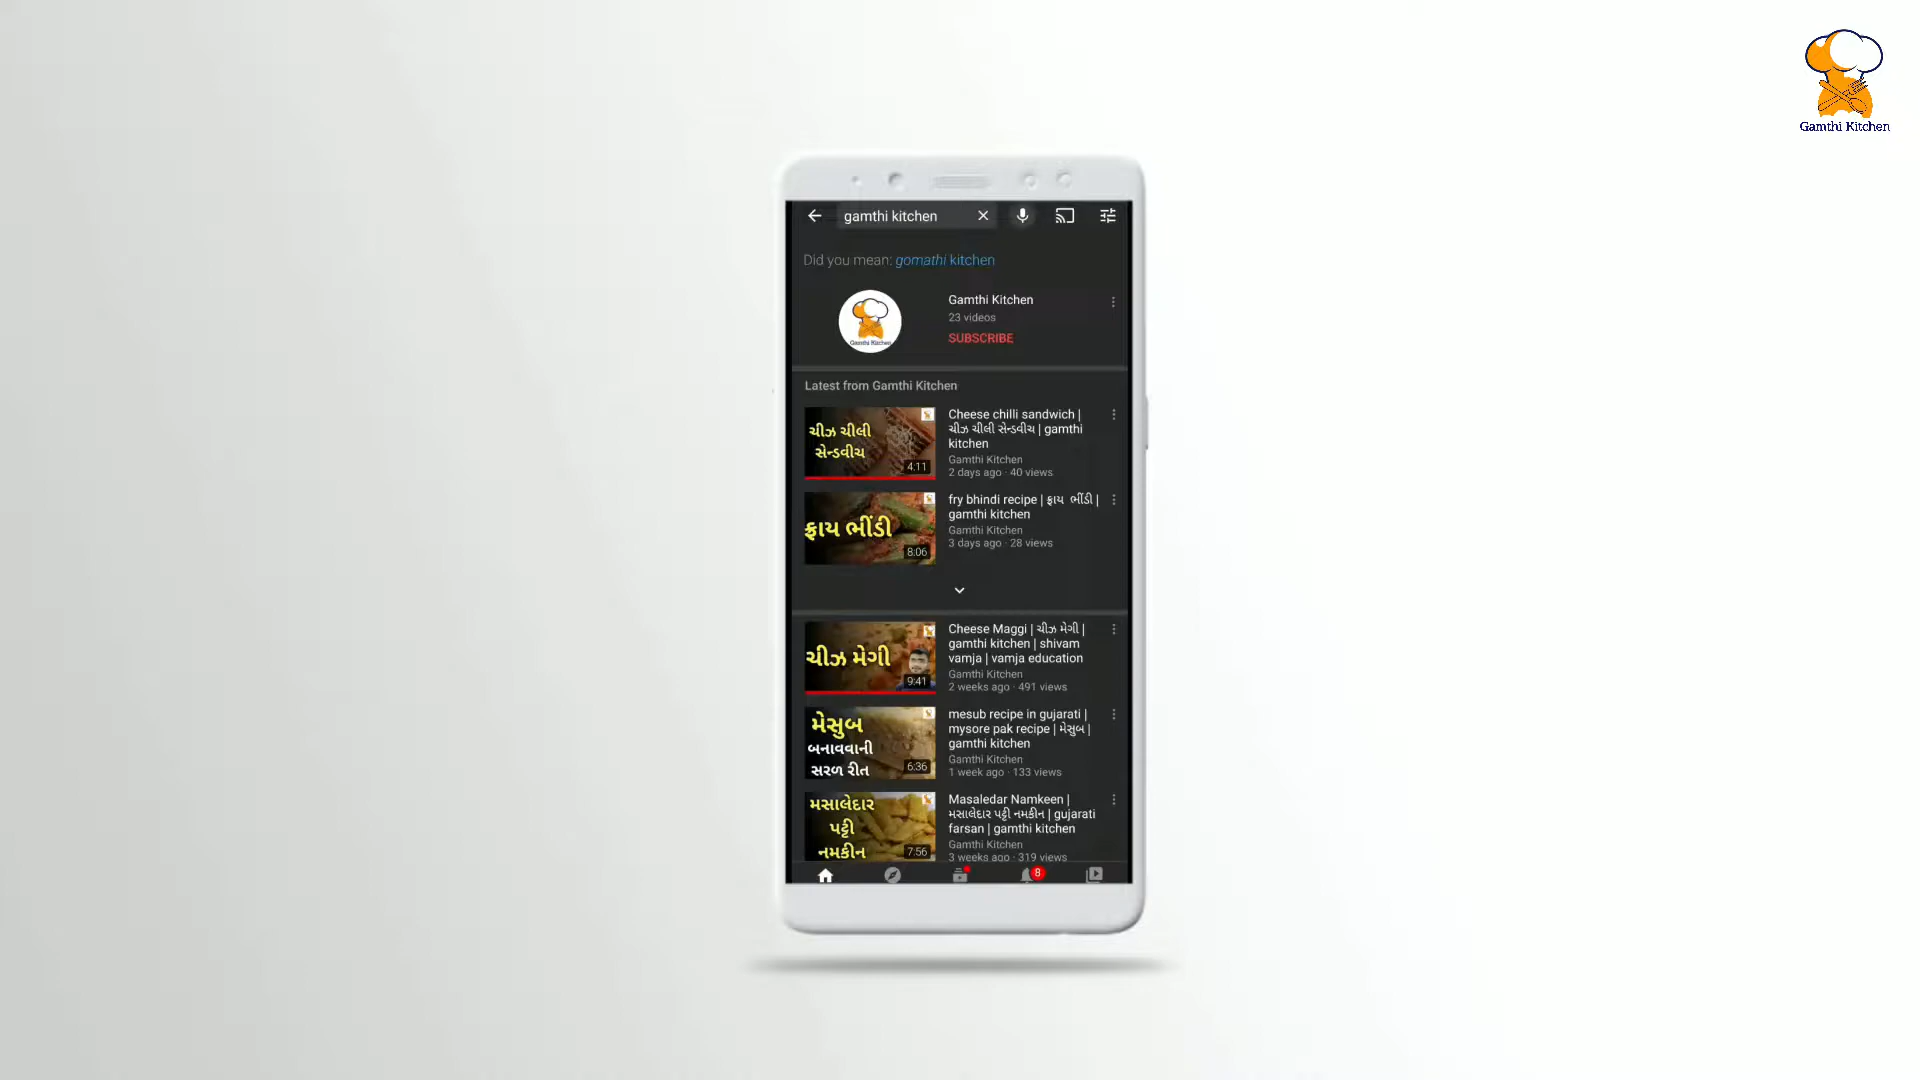 Gamthi Kitchen
gamthi kitchen
Did you mean: gomathi kitchen
Gamthi Kitchen
Gamthi Kitchen
23 videos
SUBSCRIBE
Latest from Gamthi Kitchen
ચીઝ ચીલી
સેન્ડવીચ
4:11
Cheese chilli sandwich |
ચીઝ ચીલી સેન્ડવીચ | gamthi
kitchen
Gamthi Kitchen
2 days ago · 40 views
ફ્રાય ભીંડી
8:06
fry bhindi recipe | ફ્રાય ભીંડી |
gamthi kitchen
Gamthi Kitchen
3 days ago · 28 views
ચીઝ મેગી
9:41
Cheese Maggi | ચીઝ મેગી |
gamthi kitchen | shivam
vamja | vamja education
Gamthi Kitchen
2 weeks ago · 491 views
મેસુબ
બનાવવાની
સરળ રીત
6:36
mesub recipe in gujarati |
mysore pak recipe | મેસુબ |
gamthi kitchen
Gamthi Kitchen
1 week ago · 133 views
મસાલેદાર
પટ્ટી
નમકીન
7:56
Masaledar Namkeen |
મસાલેદાર પટ્ટી નમકીન | gujarati
farsan | gamthi kitchen
Gamthi Kitchen
3 weeks ago · 319 views
8